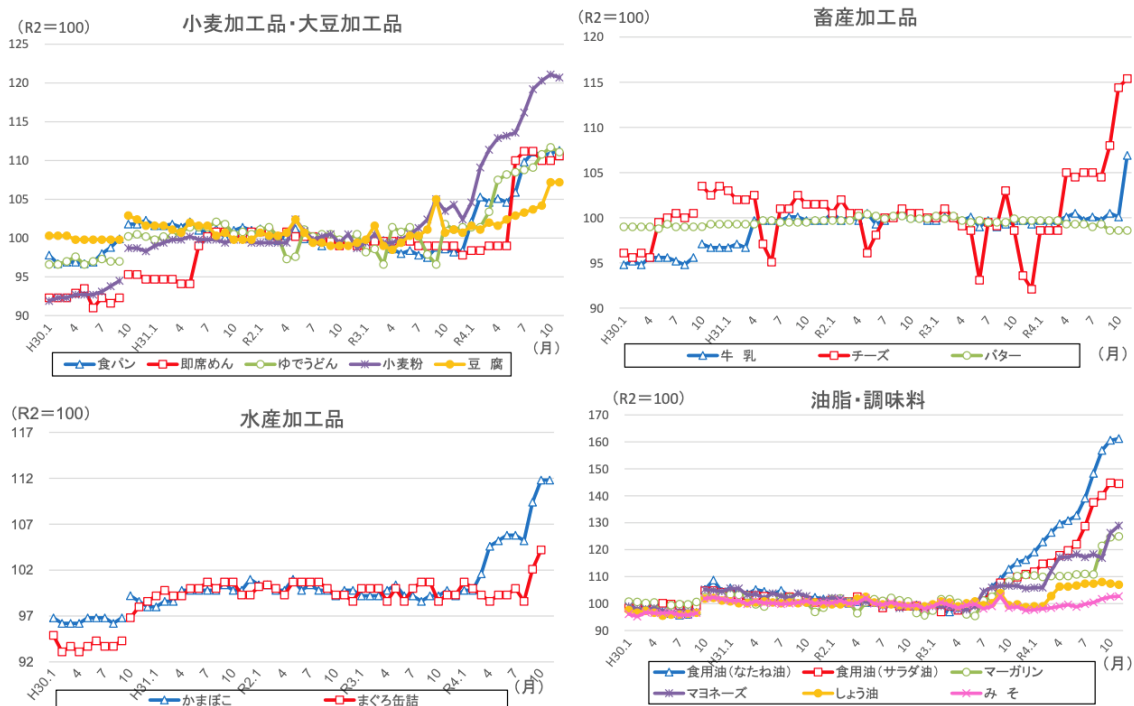 小麦加工品・大豆加工品
(R2=100)
125
120
115
110
105
100
95
90
H30.1
4
7
10
H31.1
4
7
10
R2.1
4
7
10
R3.1
4
7
10
R4.1
4
7
10
(月)
食パン 即席めん ゆでうどん 小麦粉 豆 腐
畜産加工品
(R2=100)
120
115
110
105
100
95
90
H30.1
4
7
10
H31.1
4
7
10
R2.1
4
7
10
R3.1
4
7
10
R4.1
4
7
10
(月)
牛 乳 チーズ バター
水産加工品
(R2=100)
117
112
107
102
97
92
H30.1
4
7
10
H31.1
4
7
10
R2.1
4
7
10
R3.1
4
7
10
R4.1
4
7
10
(月)
かまぼこ まぐろ缶詰
油脂・調味料
(R2=100)
170
160
150
140
130
120
110
100
90
H30.1
4
7
10
H31.1
4
7
10
R2.1
4
7
10
R3.1
4
7
10
R4.1
4
7
10
(月)
食用油(なたね油) 食用油(サラダ油) マーガリン
マヨネーズ しょう油 み そ